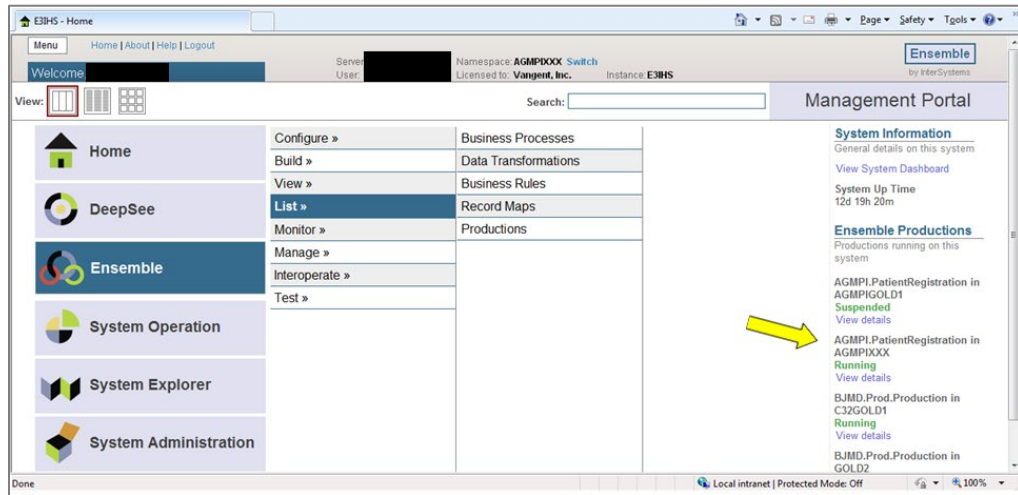 E3IHS - Home
Page Safety Tools
Menu Home | About | Help | Logout
Server Namespace: AGMPIXXX Switch
User: Licensed to: Vangent, Inc. Instance: E3IHS
Ensemble
by InterSystems
Welcome
View:
Search:
Management Portal
Home
DeepSee
Ensemble
System Operation
System Explorer
System Administration
Configure »
Build »
View »
List »
Monitor »
Manage »
Interoperate »
Test »
Business Processes
Data Transformations
Business Rules
Record Maps
Productions
System Information
General details on this system
View System Dashboard
System Up Time
12d 19h 20m
Ensemble Productions
Productions running on this
system
AGMPI.PatientRegistration in
AGMPIGOLD1
Suspended
View details
AGMPI.PatientRegistration in
AGMPIXXX
Running
View details
BJMD.Prod.Production in
C32GOLD1
Running
View details
BJMD.Prod.Production in
GOLD2
Done
Local intranet | Protected Mode: Off
100%